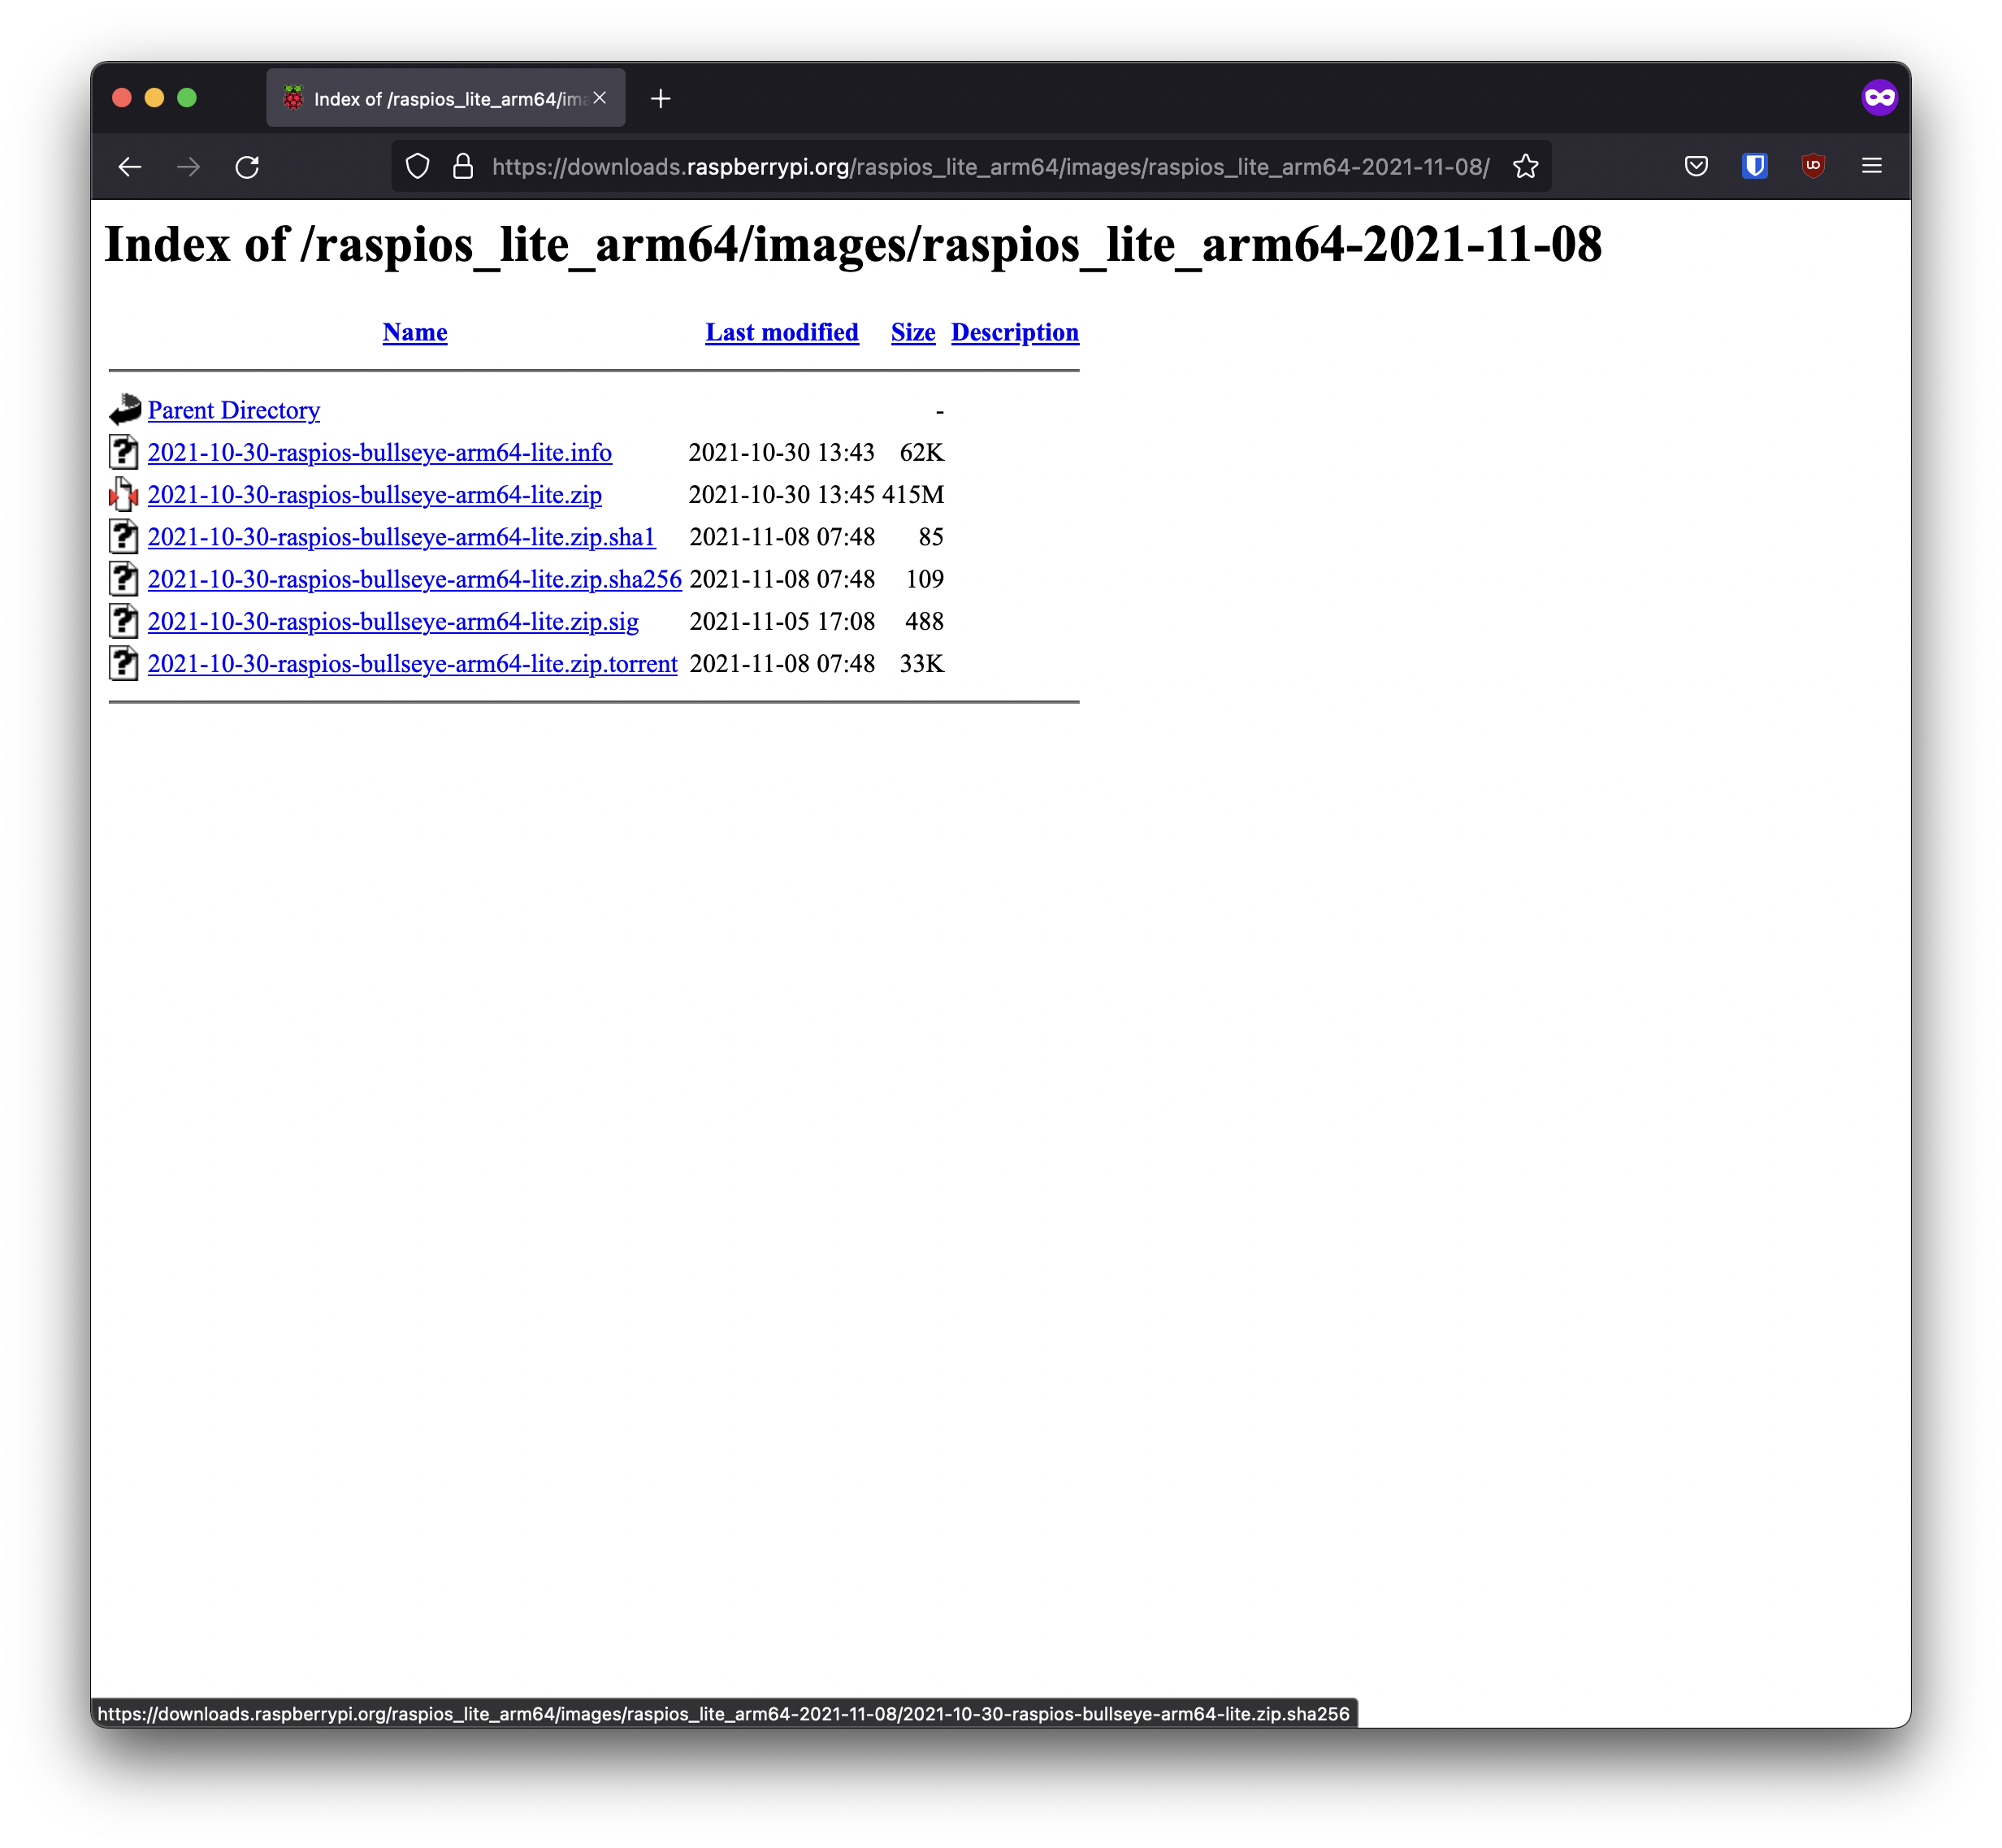 Index of /raspios_lite_arm64/ima
https://downloads.raspberrypi.org/raspios_lite_arm64/images/raspios_lite_arm64-2021-11-08/
Index of /raspios_lite_arm64/images/raspios_lite_arm64-2021-11-08
Name Last modified Size Description
Parent Directory -
2021-10-30-raspios-bullseye-arm64-lite.info 2021-10-30 13:43 62K
2021-10-30-raspios-bullseye-arm64-lite.zip 2021-10-30 13:45 415M
2021-10-30-raspios-bullseye-arm64-lite.zip.sha1 2021-11-08 07:48 85
2021-10-30-raspios-bullseye-arm64-lite.zip.sha256 2021-11-08 07:48 109
2021-10-30-raspios-bullseye-arm64-lite.zip.sig 2021-11-05 17:08 488
2021-10-30-raspios-bullseye-arm64-lite.zip.torrent 2021-11-08 07:48 33K
https://downloads.raspberrypi.org/raspios_lite_arm64/images/raspios_lite_arm64-2021-11-08/2021-10-30-raspios-bullseye-arm64-lite.zip.sha256